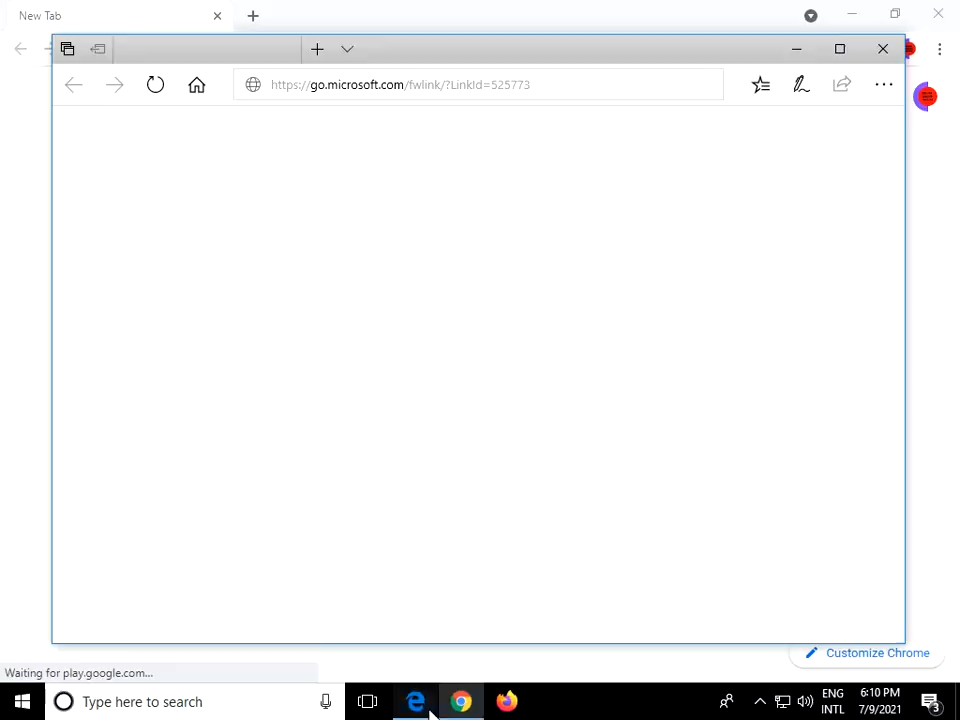 New Tab
https://go.microsoft.com/fwlink/?LinkId=525773
Customize Chrome
Waiting for play.google.com...
Type here to search
ENG
INTL
6:10 PM
7/9/2021
3